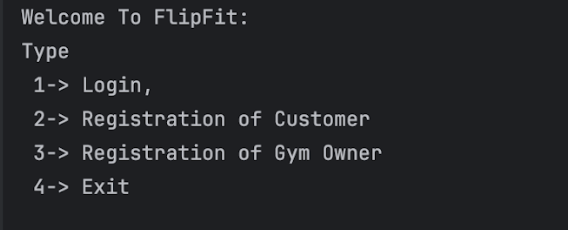 Welcome To FlipFit:
Type
1-> Login,
2-> Registration of Customer
3-> Registration of Gym Owner
4-> Exit